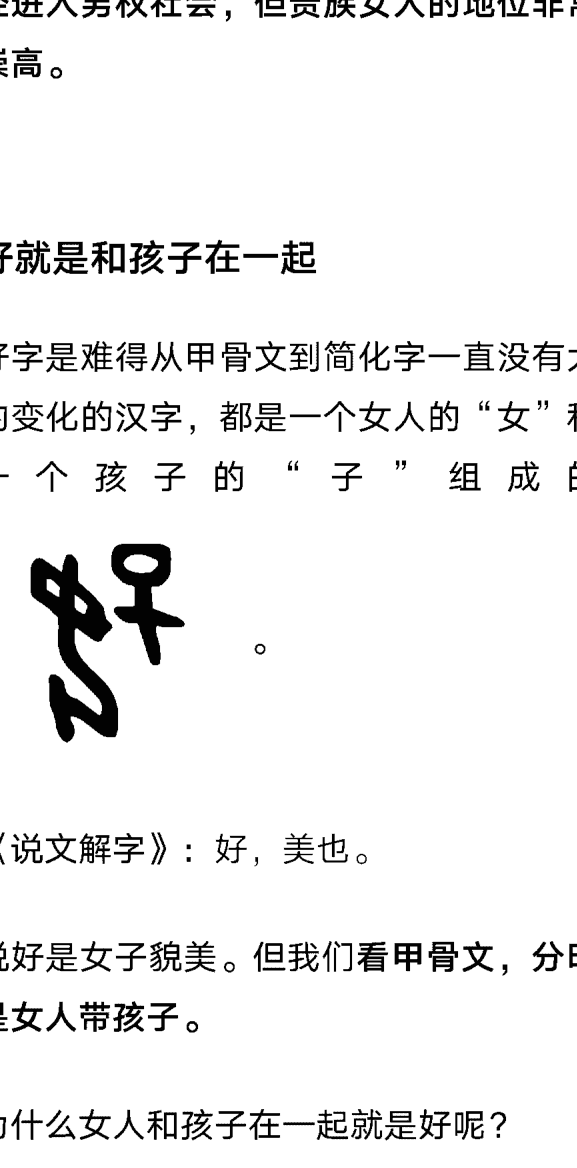 进入男权社会，但贵族女人的地位非
高。
好就是和孩子在一起
好字是难得从甲骨文到简化字一直没有
变化的汉字，都是一个女人的“女”和
一个孩子的“子”组成的
。
《说文解字》：好，美也。
说好是女子貌美。但我们看甲骨文，分
是女人带孩子。
为什么女人和孩子在一起就是好呢？